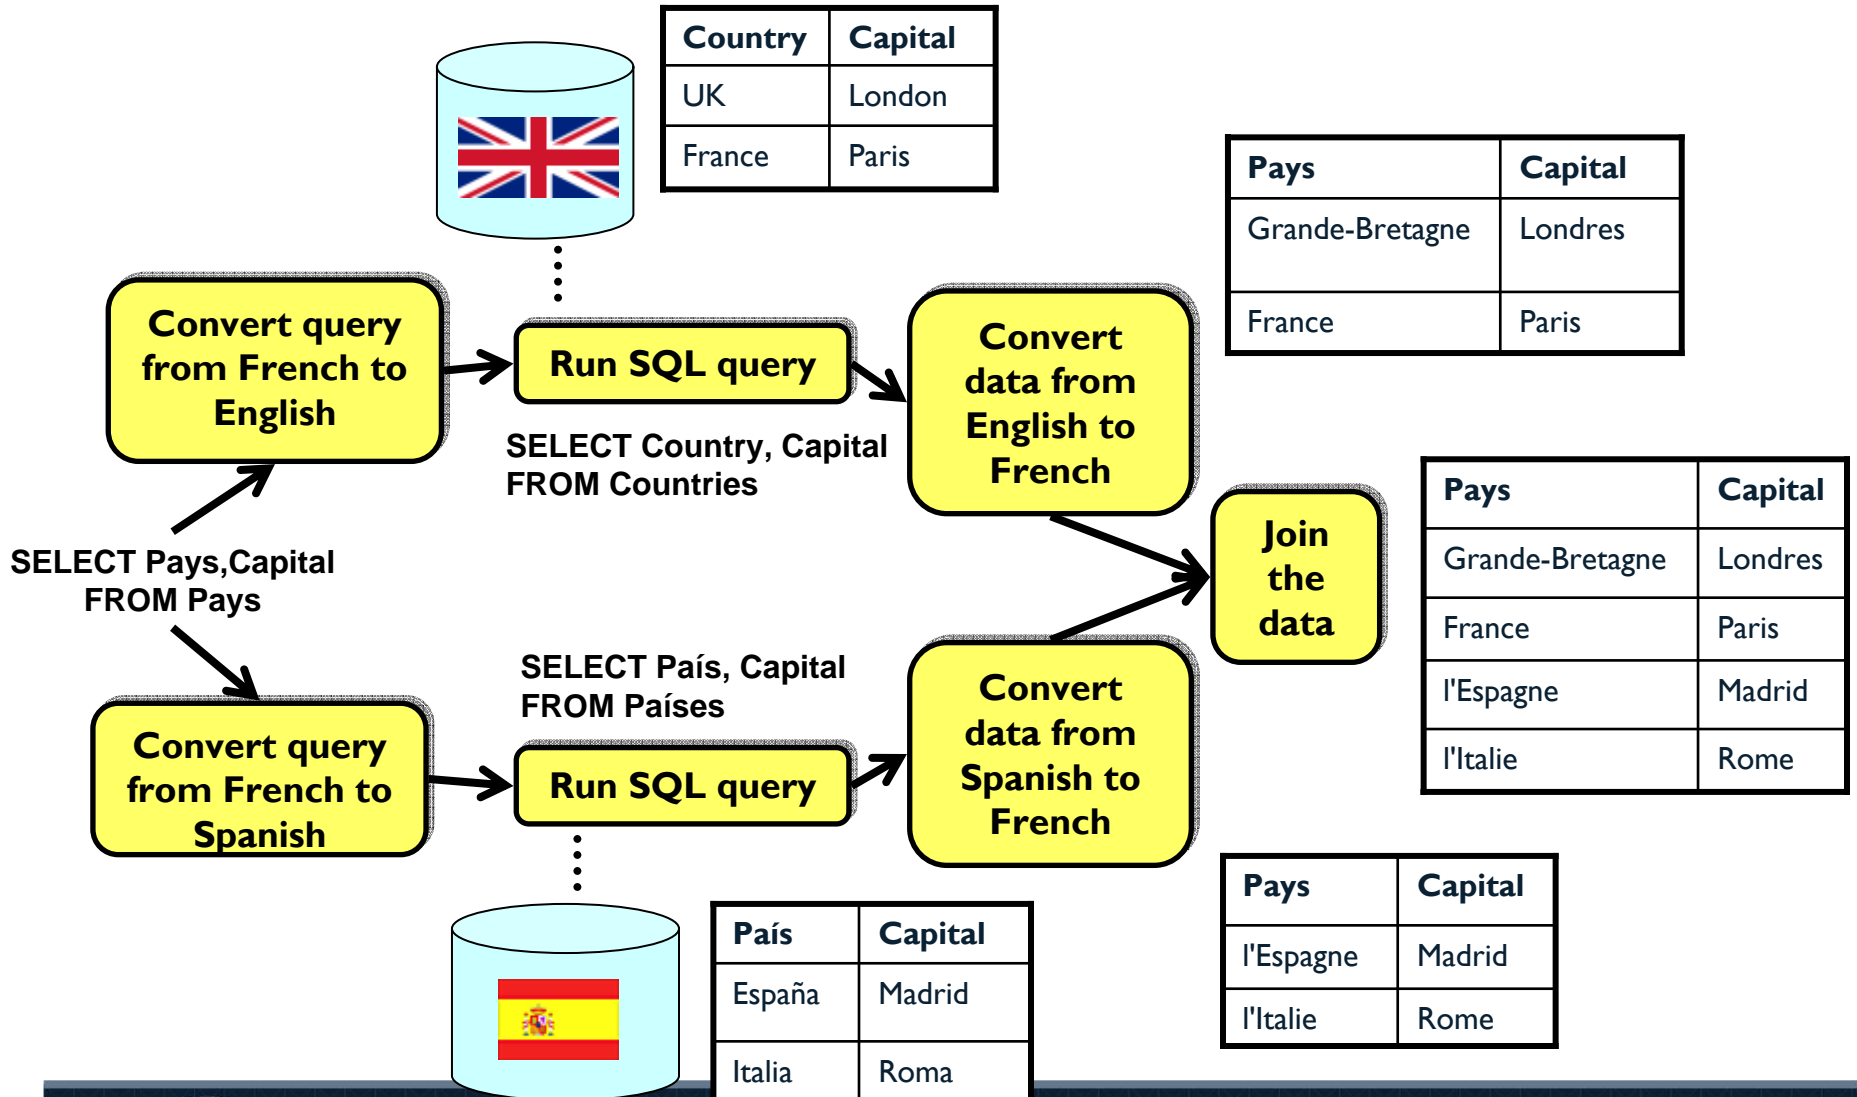 Country Capital
UK London
France Paris
Pays Capital
Grande-Bretagne Londres
France Paris
Convert query
from French to
English
Run SQL query
SELECT Country, Capital
FROM Countries
Convert
data from
English to
French
SELECT Pays,Capital
FROM Pays
Join
the
data
Pays Capital
Grande-Bretagne Londres
France Paris
l'Espagne Madrid
l'Italie Rome
Convert query
from French to
Spanish
SELECT País, Capital
FROM Países
Run SQL query
Convert
data from
Spanish to
French
País Capital
España Madrid
Italia Roma
Pays Capital
l'Espagne Madrid
l'Italie Rome